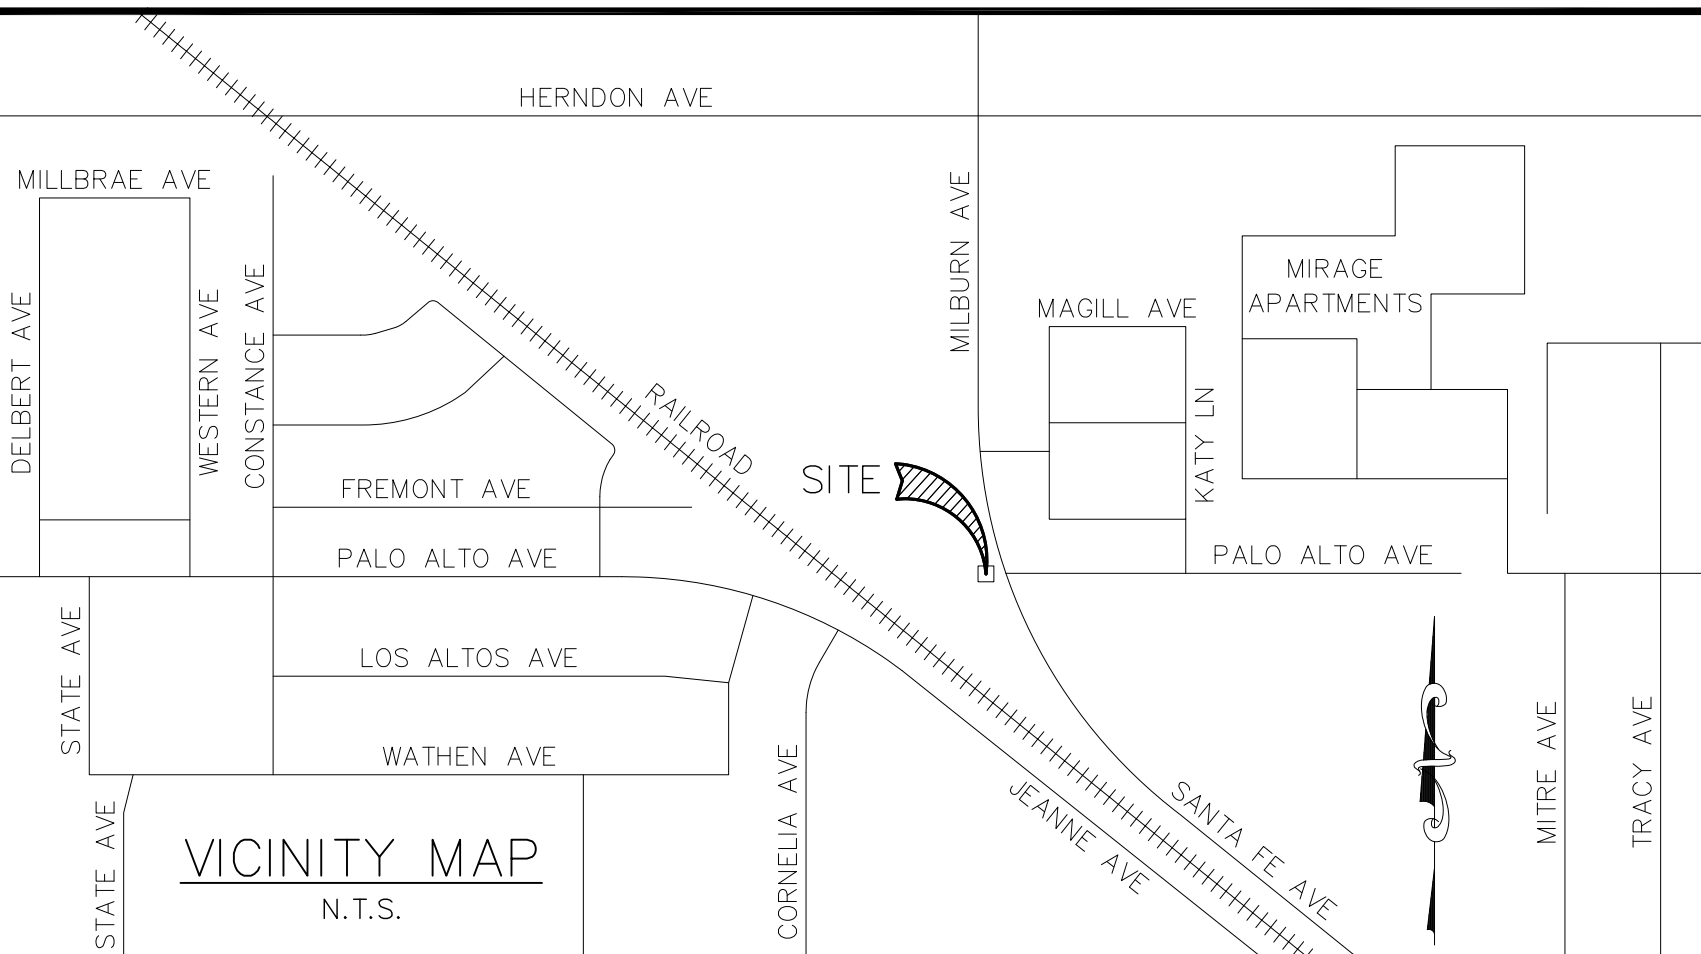 HERNDON AVE
MILLBRAE AVE
MILBURN AVE
MIRAGE
APARTMENTS
MAGILL AVE
DELBERT AVE
WESTERN AVE
CONSTANCE AVE
RAILROAD
KATY LN
SITE
FREMONT AVE
PALO ALTO AVE
PALO ALTO AVE
STATE AVE
LOS ALTOS AVE
WATHEN AVE
CORNELIA AVE
JEANNE AVE
SANTA FE AVE
MITRE AVE
TRACY AVE
STATE AVE
VICINITY MAP
N.T.S.